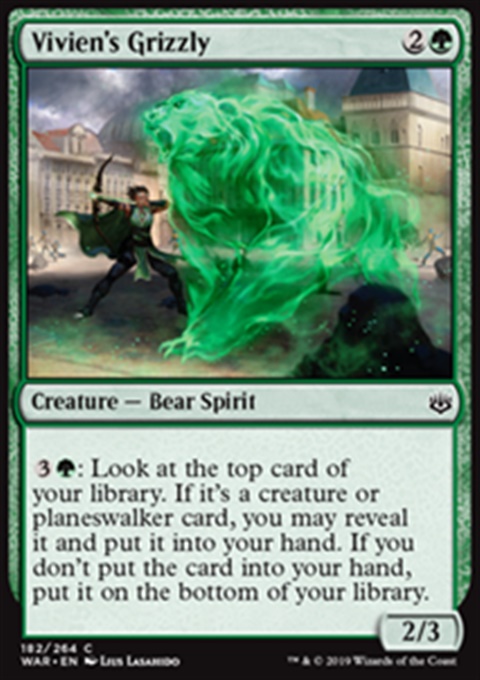 Vivien's Grizzly 2
Creature — Bear Spirit
3 : Look at the top card of
your library. If it's a creature or
planeswalker card, you may reveal
it and put it into your hand. If you
don't put the card into your hand,
put it on the bottom of your library.
2/3
182/264 C
WAR • EN Lius Lasahido
™ & © 2019 Wizards of the Coast